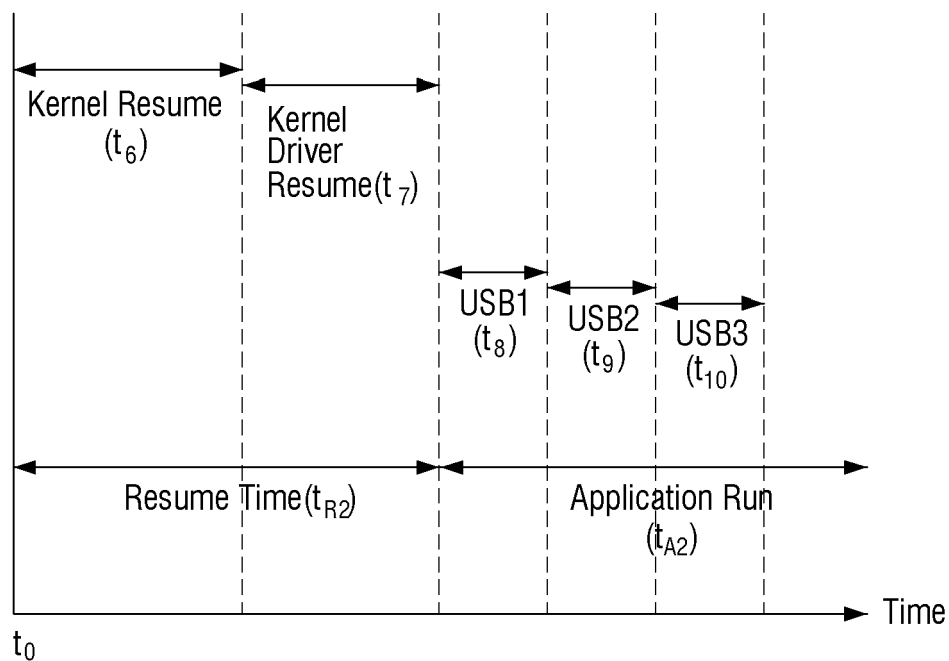 Kernel Resume
(t6)
Kernel
Driver
Resume(t7)
USB1
(t8)
USB2
(t9)
USB3
(t10)
Resume Time(tR2)
Application Run
(tA2)
Time
t0